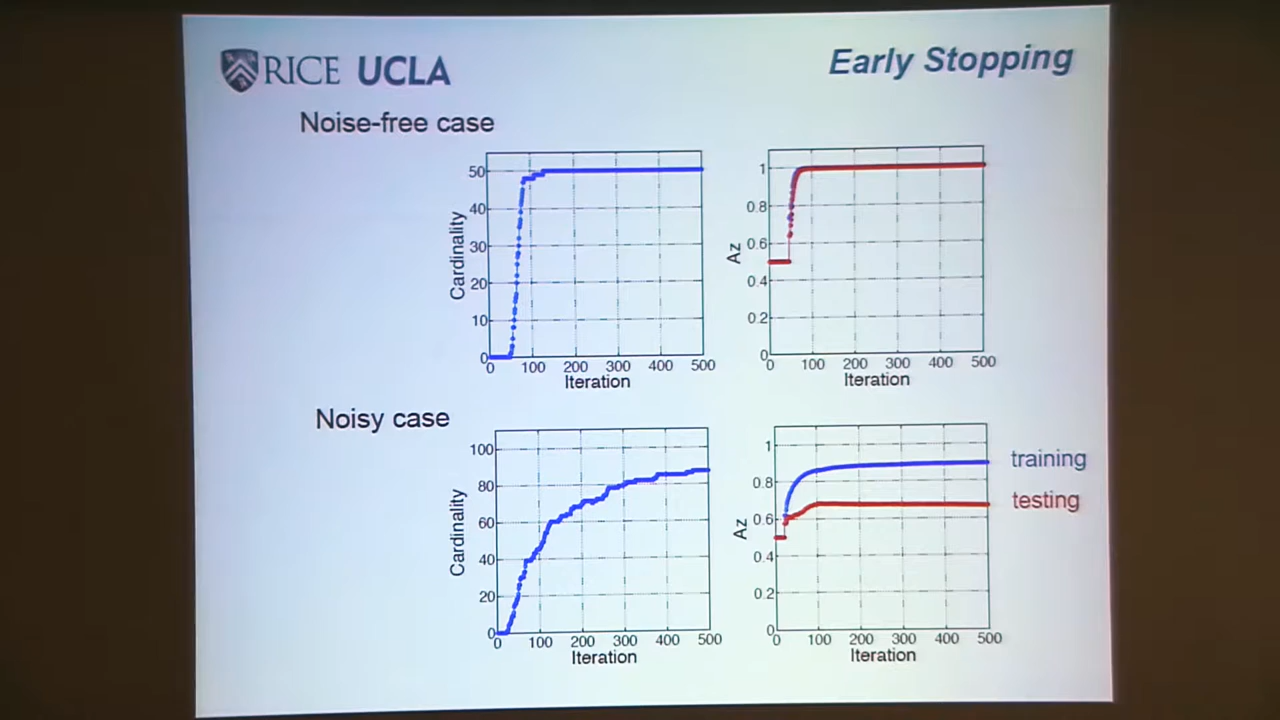 RICE UCLA
Early Stopping
Noise-free case
50
40
30
20
10
0
Cardinality
0 100 200 300 400 500
Iteration
1
0.8
0.6
0.4
0.2
0
Az
0 100 200 300 400 500
Iteration
Noisy case
100
80
60
40
20
0
Cardinality
0 100 200 300 400 500
Iteration
1
0.8
0.6
0.4
0.2
0
Az
0 100 200 300 400 500
Iteration
training
testing